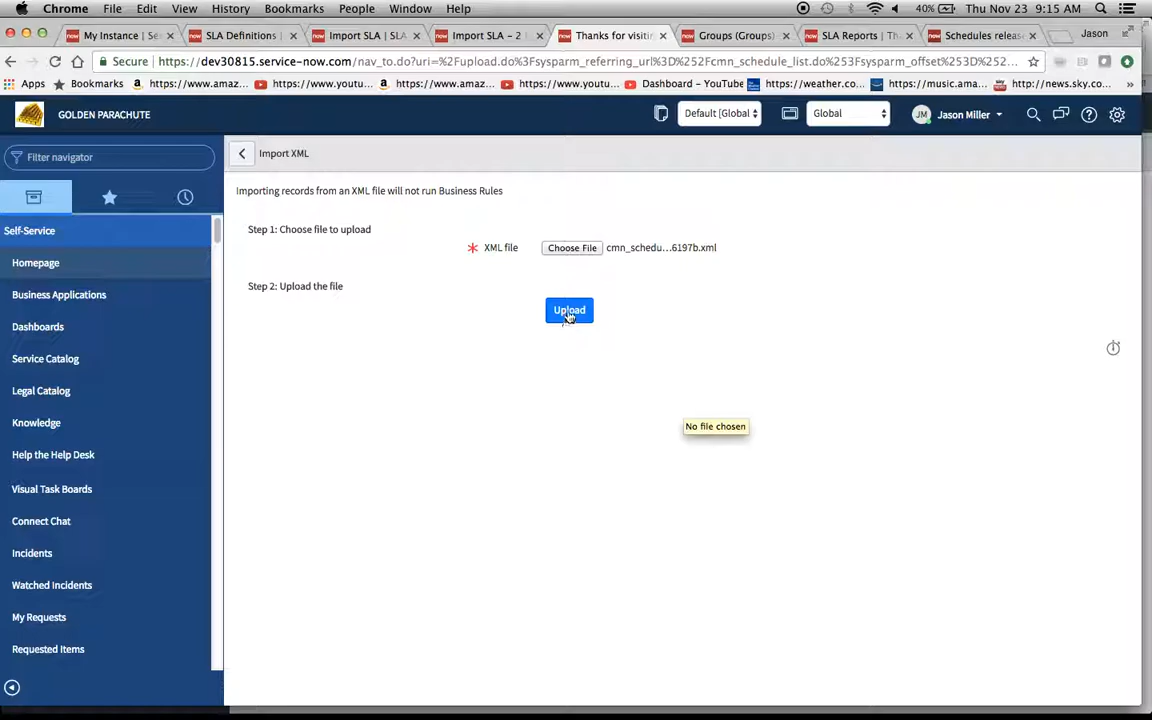 Chrome File Edit View History Bookmarks People Window Help 40% Thu Nov 23 9:15 AM
My Instance | Se SLA Definitions | Import SLA | SLA Import SLA – 2 Thanks for visitin Groups (Groups) SLA Reports | Th Schedules releas Jason
Secure https://dev30815.service-now.com/nav_to.do?uri=%2Fupload.do%3Fsysparm_referring_url%3D%252Fcmn_schedule_list.do%253Fsysparm_offset%253D%252...
Apps Bookmarks https://www.amaz... https://www.youtu... https://www.amaz... https://www.youtu... Dashboard – YouTube https://weather.co... https://music.ama... http://news.sky.co... »
GOLDEN PARACHUTE Default [Global Global JM Jason Miller
Filter navigator
Import XML
Importing records from an XML file will not run Business Rules
Self-Service
Step 1: Choose file to upload
XML file Choose File cmn_schedu...6197b.xml
Homepage
Step 2: Upload the file
Business Applications
Upload
Dashboards
Service Catalog
Legal Catalog
Knowledge
No file chosen
Help the Help Desk
Visual Task Boards
Connect Chat
Incidents
Watched Incidents
My Requests
Requested Items